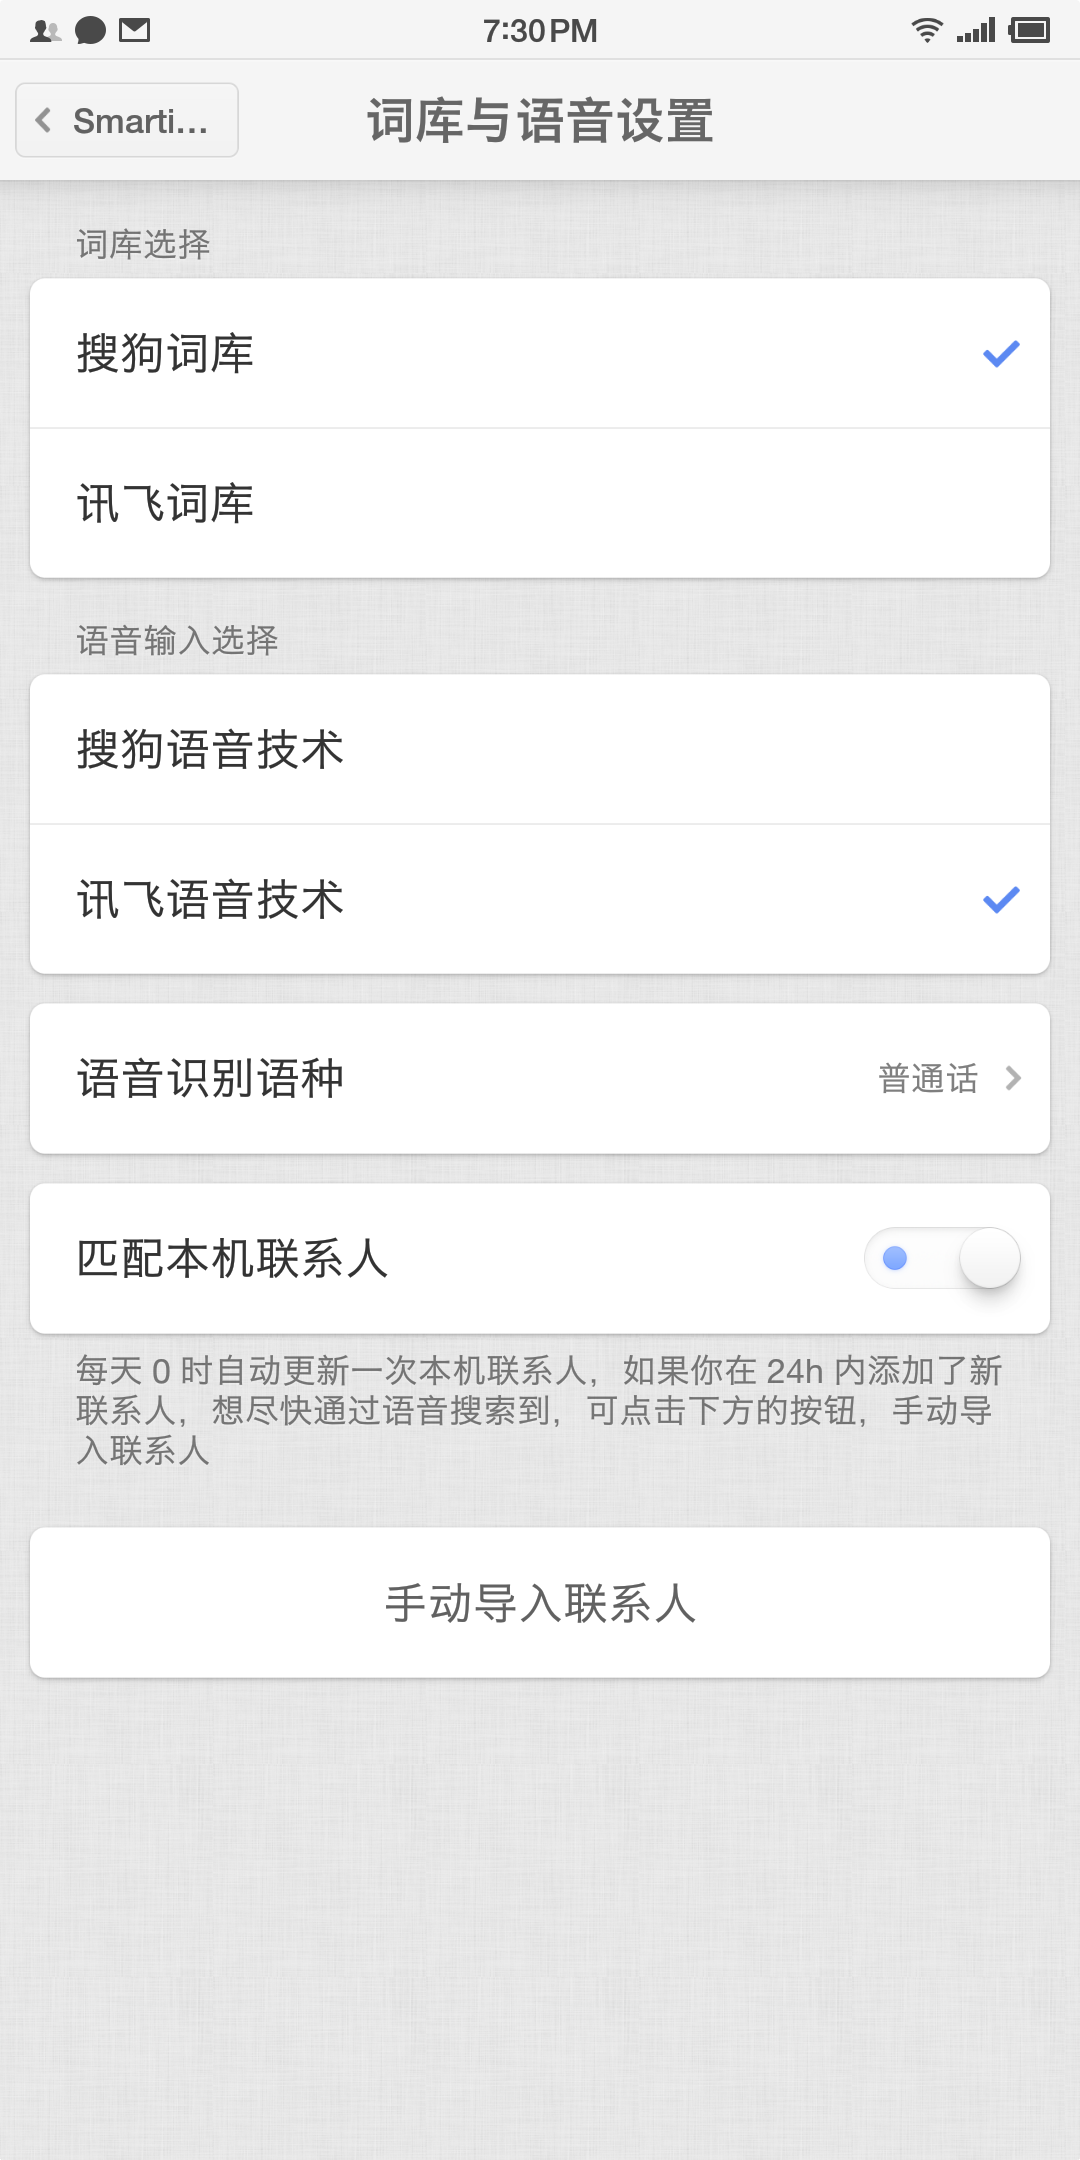 7:30 PM
Smarti...
词库与语音设置
词库选择
搜狗词库
讯飞词库
语音输入选择
搜狗语音技术
讯飞语音技术
语音识别语种
普通话
匹配本机联系人
每天 0 时自动更新一次本机联系人，如果你在 24h 内添加了新
联系人，想尽快通过语音搜索到，可点击下方的按钮，手动导
入联系人
手动导入联系人